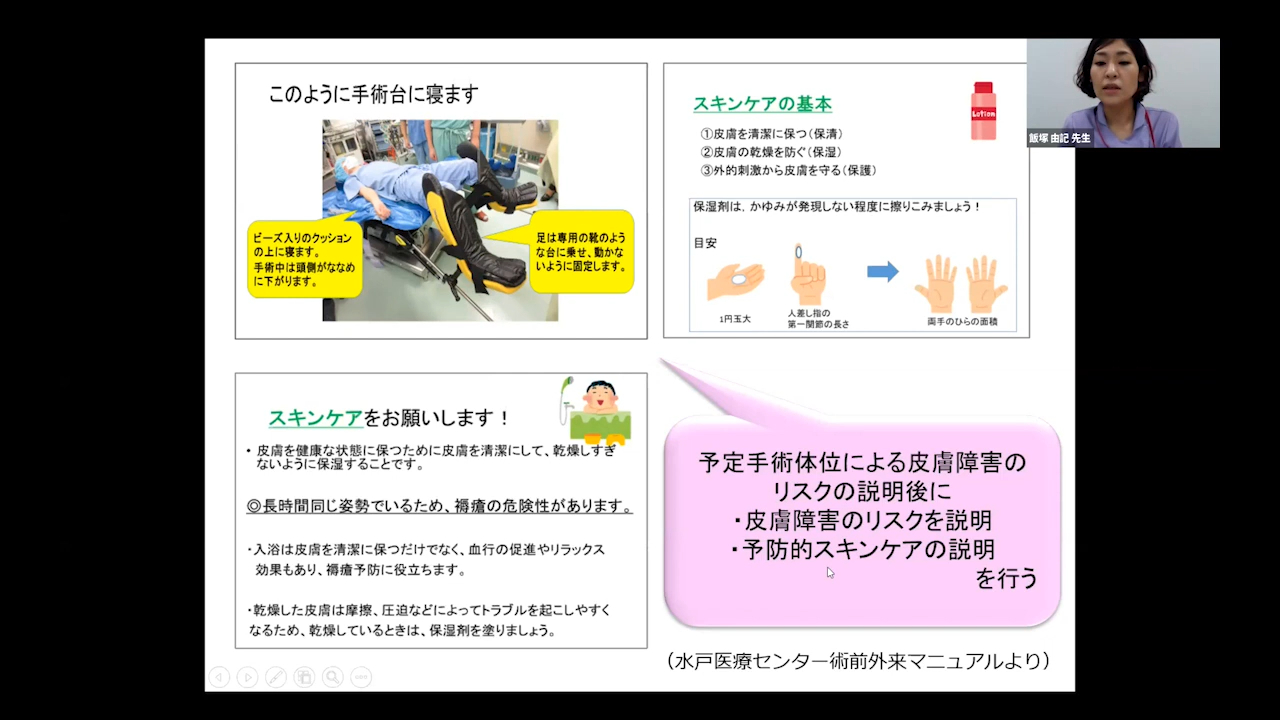 このように手術台に寝ます
ビーズ入りのクッション
の上に寝ます。
手術中は頭側がななめ
に下がります。
足は専用の靴のよう
な台に乗せ、動かな
いように固定します。
スキンケアの基本
①皮膚を清潔に保つ(保清)
②皮膚の乾燥を防ぐ(保湿)
③外的刺激から皮膚を守る(保護)
Lotion
保湿剤は，かゆみが発現しない程度に擦りこみましょう！
目安
1円玉大
人差し指の
第一関節の長さ
両手のひらの面積
飯塚 由記 先生
スキンケアをお願いします！
・皮膚を健康な状態に保つために皮膚を清潔にして、乾燥しすぎ
ないように保湿することです。
◎長時間同じ姿勢でいるため、褥瘡の危険性があります。
・入浴は皮膚を清潔に保つだけでなく、血行の促進やリラックス
効果もあり、褥瘡予防に役立ちます。
・乾燥した皮膚は摩擦、圧迫などによってトラブルを起こしやすく
なるため、乾燥しているときは、保湿剤を塗りましょう。
予定手術体位による皮膚障害の
リスクの説明後に
・皮膚障害のリスクを説明
・予防的スキンケアの説明
を行う
（水戸医療センター術前外来マニュアルより）